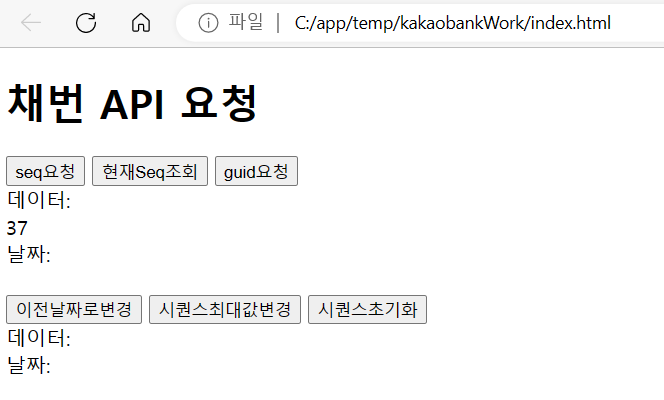 파일 | C:/app/temp/kakaobankWork/index.html
채번 API 요청
seq요청 현재Seq조회 guid요청
데이터:
37
날짜:
이전날짜로변경 시퀀스최대값변경 시퀀스초기화
데이터:
날짜: